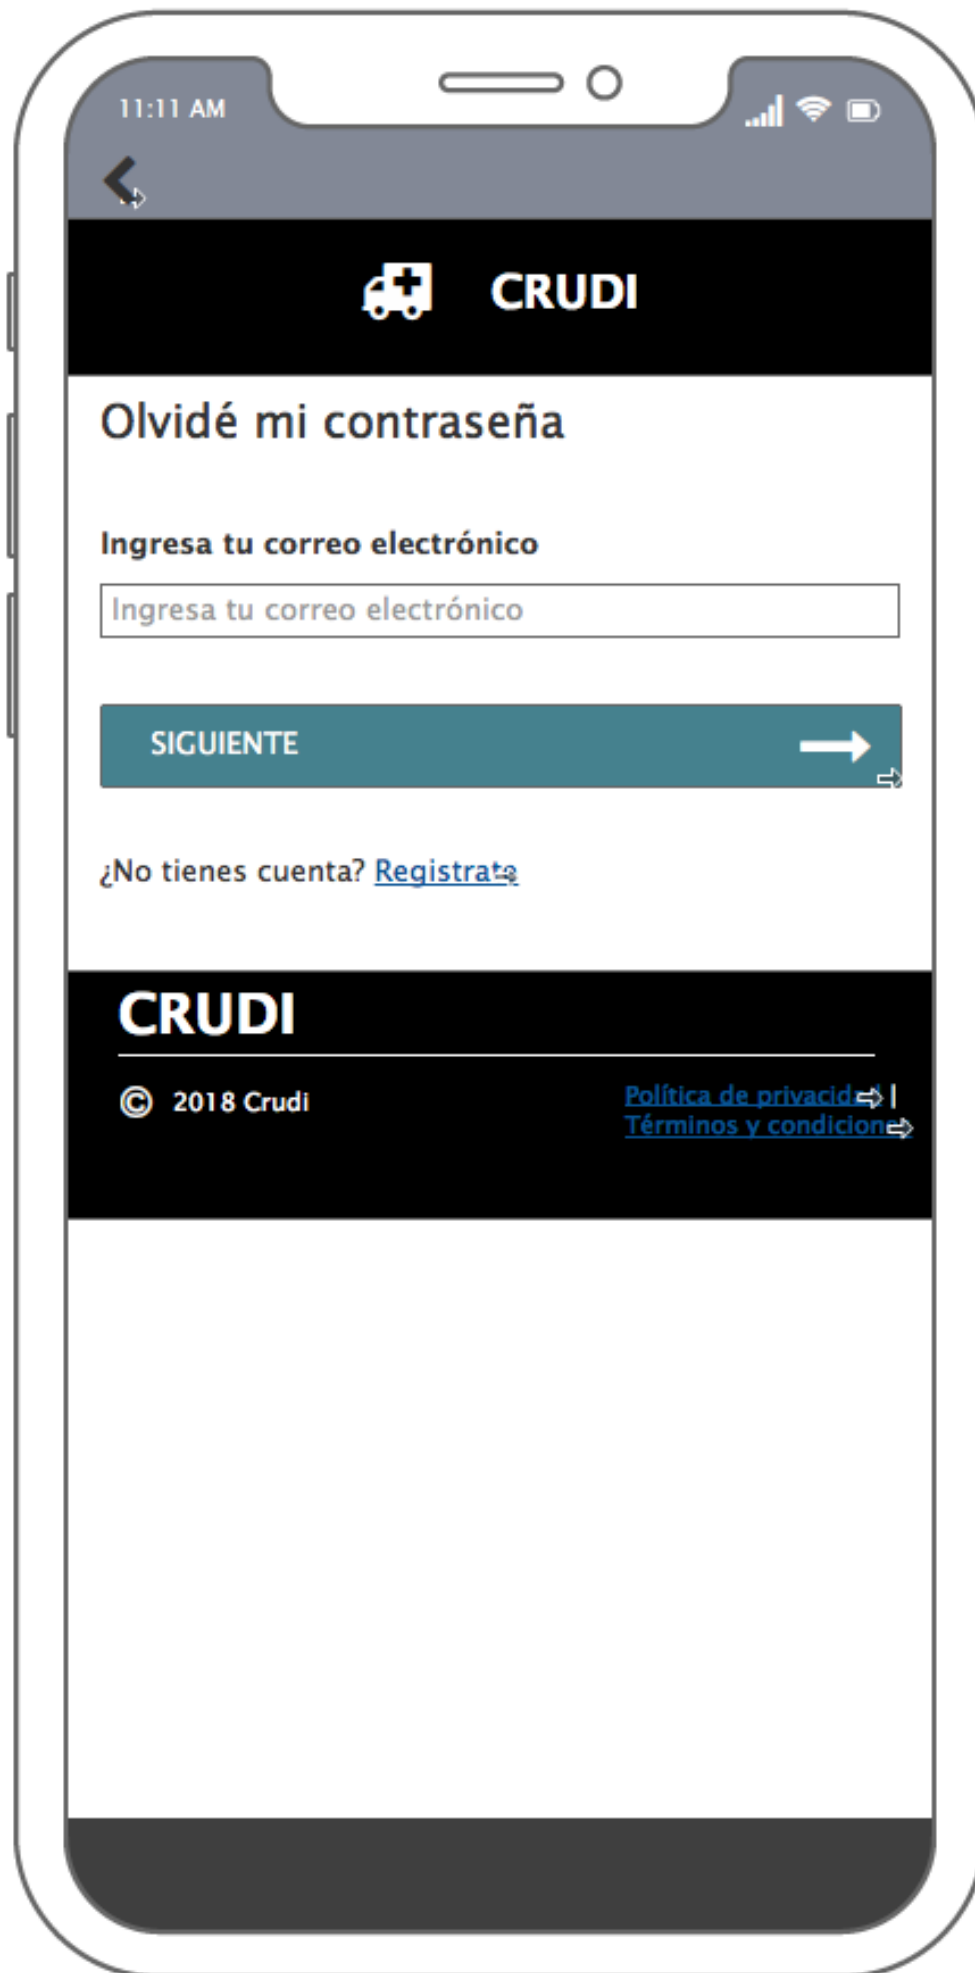 11:11 AM
CRUDI
Olvidé mi contraseña
Ingresa tu correo electrónico
Ingresa tu correo electrónico
SIGUIENTE
¿No tienes cuenta? Registrate
CRUDI
© 2018 Crudi
Política de privacidad |
Términos y condiciones